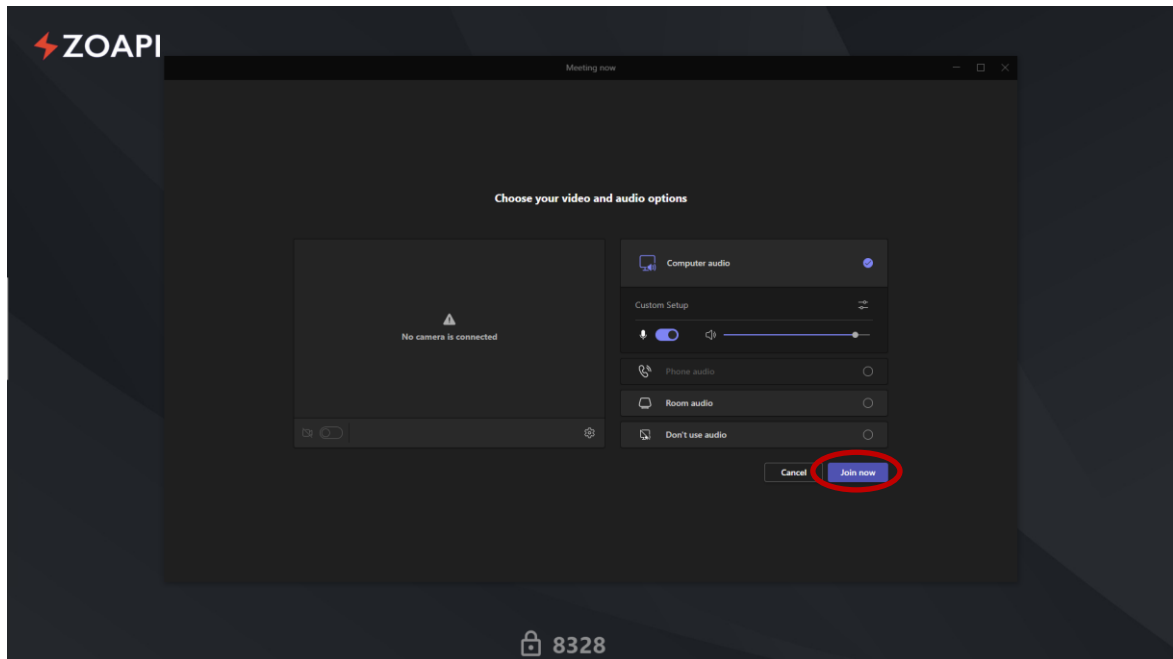 ZOAPI
Meeting now
Choose your video and audio options
No camera is connected
Computer audio
Custom Setup
Phone audio
Room audio
Don't use audio
Cancel
Join now
8328